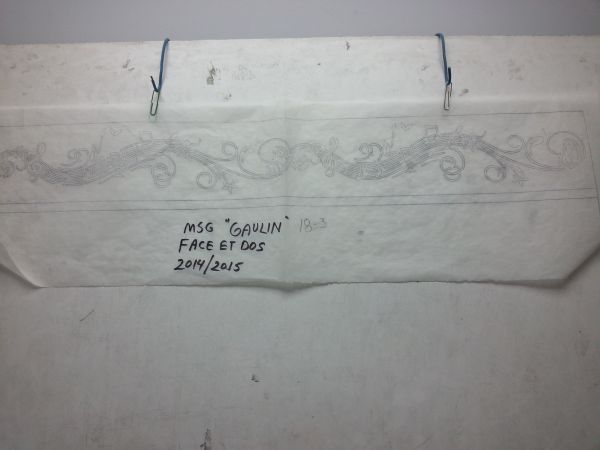 MSG "GAULIN" 18-3
FACE ET DOS
2014/2015